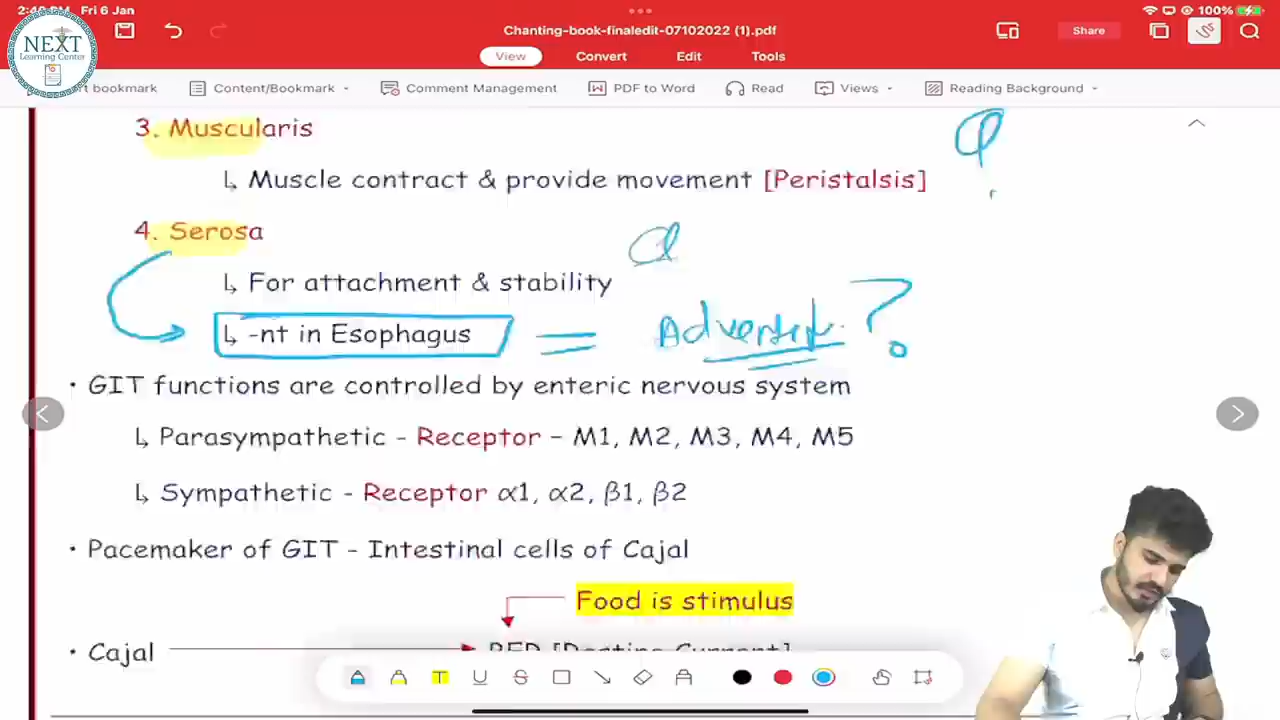 2:40 PM Fri 6 Jan
100%
NEXT
Learning Center
Chanting-book-finaledit-07102022 (1).pdf
Share
View Convert Edit Tools
bookmark Content/Bookmark Comment Management PDF to Word Read Views Reading Background
3. Muscularis
↳ Muscle contract & provide movement [Peristalsis]
4. Serosa
↳ For attachment & stability
↳ -nt in Esophagus = ?
• GIT functions are controlled by enteric nervous system
↳ Parasympathetic - Receptor – M1, M2, M3, M4, M5
↳ Sympathetic - Receptor α1, α2, β1, β2
• Pacemaker of GIT - Intestinal cells of Cajal
Food is stimulus
• Cajal